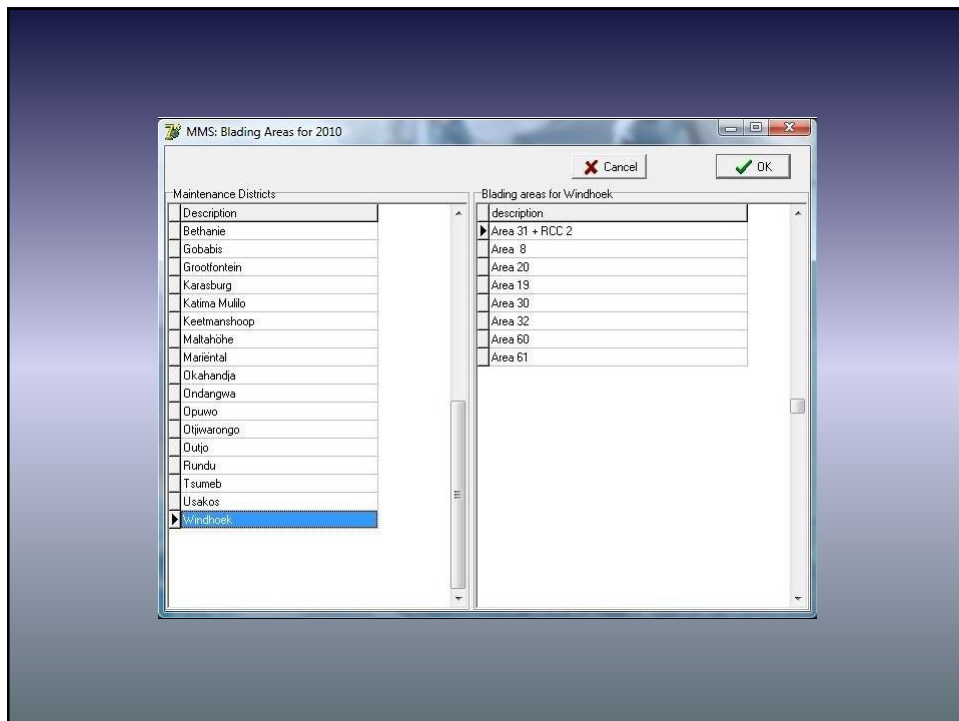 MMS: Blading Areas for 2010
Cancel
OK
Maintenance Districts
Description
Bethanie
Gobabis
Grootfontein
Karasburg
Katima Mulilo
Keetmanshoop
Maltahöhe
Mariëntal
Okahandja
Ondangwa
Opuwo
Otjiwarongo
Outjo
Rundu
Tsumeb
Usakos
Windhoek
Blading areas for Windhoek
description
Area 31 + RCC 2
Area 8
Area 20
Area 19
Area 30
Area 32
Area 60
Area 61